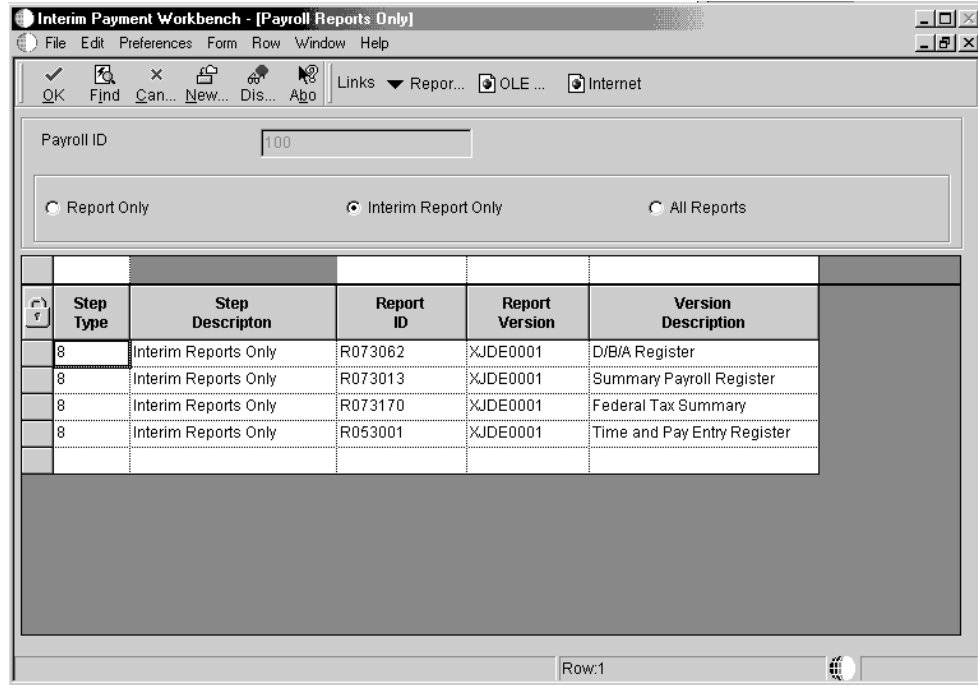 Interim Payment Workbench - [Payroll Reports Only]
File Edit Preferences Form Row Window Help
OK Find Can... New... Dis... Abo Links Repor... OLE ... Internet
Payroll ID 100
Report Only Interim Report Only All Reports
Step Type Step Descripton Report ID Report Version Version Description
8 Interim Reports Only R073062 XJDE0001 D/B/A Register
8 Interim Reports Only R073013 XJDE0001 Summary Payroll Register
8 Interim Reports Only R073170 XJDE0001 Federal Tax Summary
8 Interim Reports Only R053001 XJDE0001 Time and Pay Entry Register
Row:1